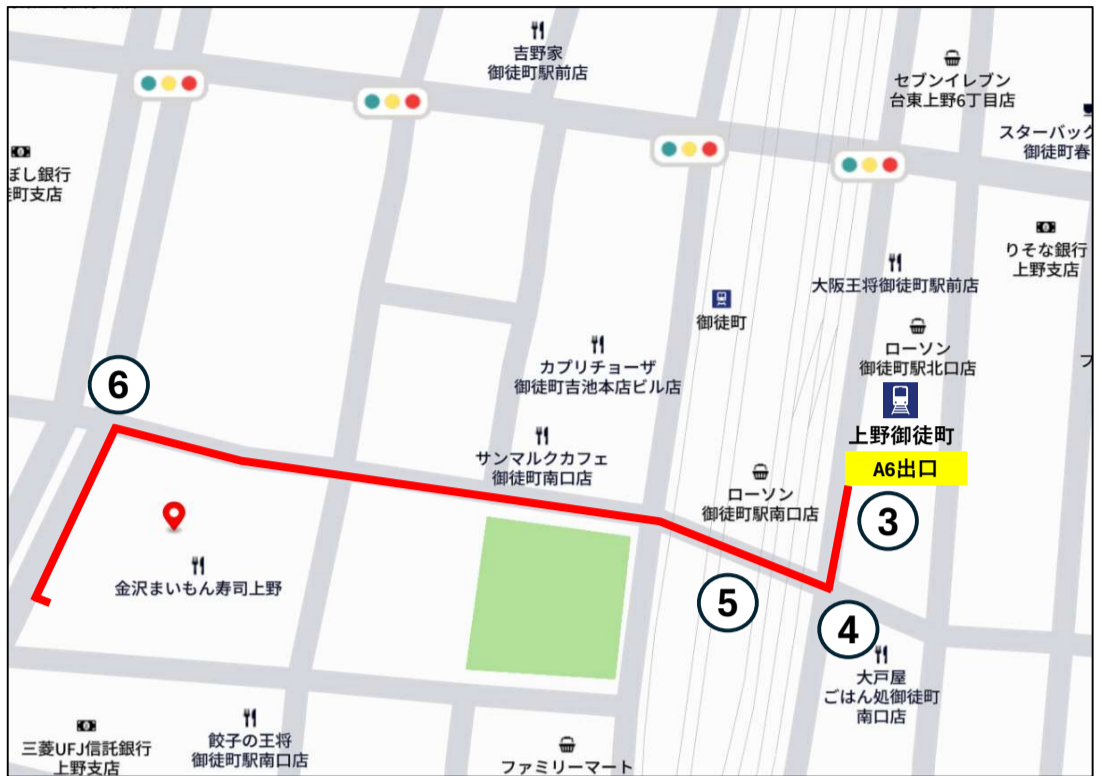 吉野家
御徒町駅前店
セブンイレブン
台東上野6丁目店
スターバック
御徒町春
ぼし銀行
徒町支店
りそな銀行
上野支店
大阪王将御徒町駅前店
御徒町
ローソン
御徒町駅北口店
フ
カプリチョーザ
御徒町吉池本店ビル店
6
上野御徒町
A6出口
サンマルクカフェ
御徒町南口店
ローソン
御徒町駅南口店
3
金沢まいもん寿司上野
5
4
大戸屋
ごはん処御徒町
南口店
餃子の王将
御徒町駅南口店
三菱UFJ信託銀行
上野支店
ファミリーマート